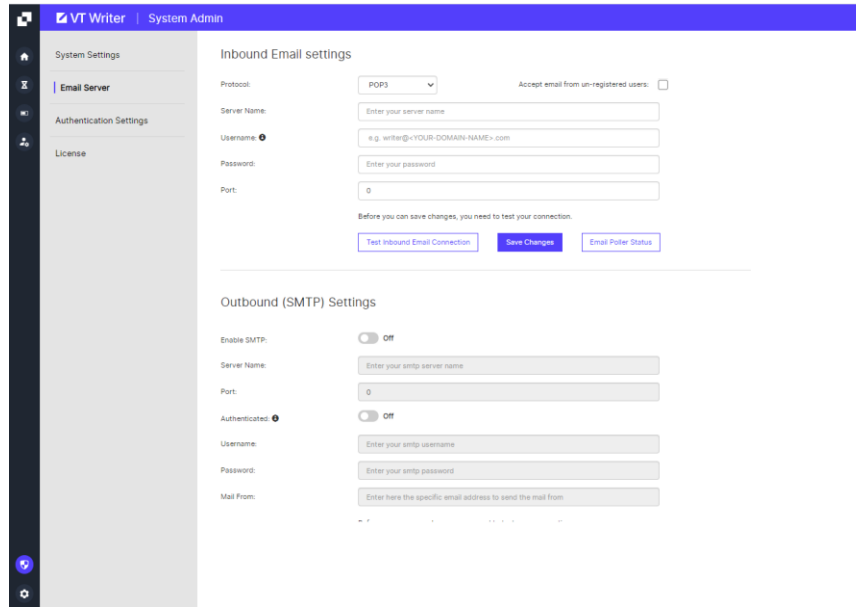 VT Writer | System Admin
System Settings
Email Server
Authentication Settings
License
Inbound Email settings
Protocol: POP3 Accept email from un-registered users:
Server Name: Enter your server name
Username: e.g. writer@<YOUR-DOMAIN-NAME>.com
Password: Enter your password
Port: 0
Before you can save changes, you need to test your connection.
Test Inbound Email Connection Save Changes Email Poller Status
Outbound (SMTP) Settings
Enable SMTP: Off
Server Name: Enter your smtp server name
Port: 0
Authenticated: Off
Username: Enter your smtp username
Password: Enter your smtp password
Mail From: Enter here the specific email address to send the mail from